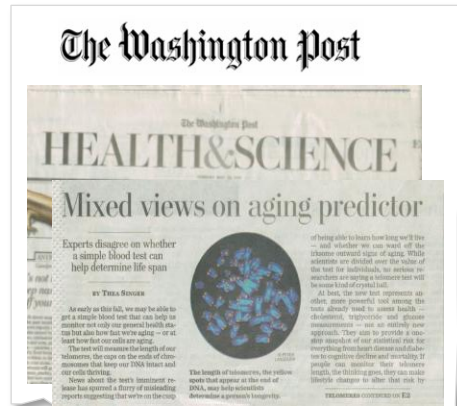 The Washington Post
The Washington Post
HEALTH&SCIENCE
Mixed views on aging predictor
Experts disagree on whether
a simple blood test can
help determine life span
BY THEA SINGER
As early as this fall, we may be able to
get a simple blood test that can help us
monitor not only our general health sta-
tus but also how fast we're aging — or at
least how fast our cells are aging.
The test will measure the length of our
telomeres, the caps on the ends of chro-
mosomes that keep our DNA intact and
our cells thriving.
News about the test's imminent re-
lease has spurred a flurry of misleading
reports suggesting that we're on the cusp
The length of telomeres, the yellow
spots that appear at the end of
DNA, may help scientists
determine a person's longevity.
of being able to learn how long we'll live
— and whether we can ward off the
tiresome outward signs of aging. While
scientists are divided over the value of
the test for individuals, no serious re-
searchers are saying a telomere test will
be some kind of crystal ball.
At best, the new test represents an-
other, more powerful tool among the
tests already used to assess health —
cholesterol, triglyceride and glucose
measurements — not an entirely new
approach. They aim to provide a one-
stop snapshot of our statistical risk for
everything from heart disease and diabe-
tes to cognitive decline and mortality. If
people can monitor their telomere
length, the thinking goes, they can make
lifestyle changes to alter that risk by
TELOMERES CONTINUED ON E2